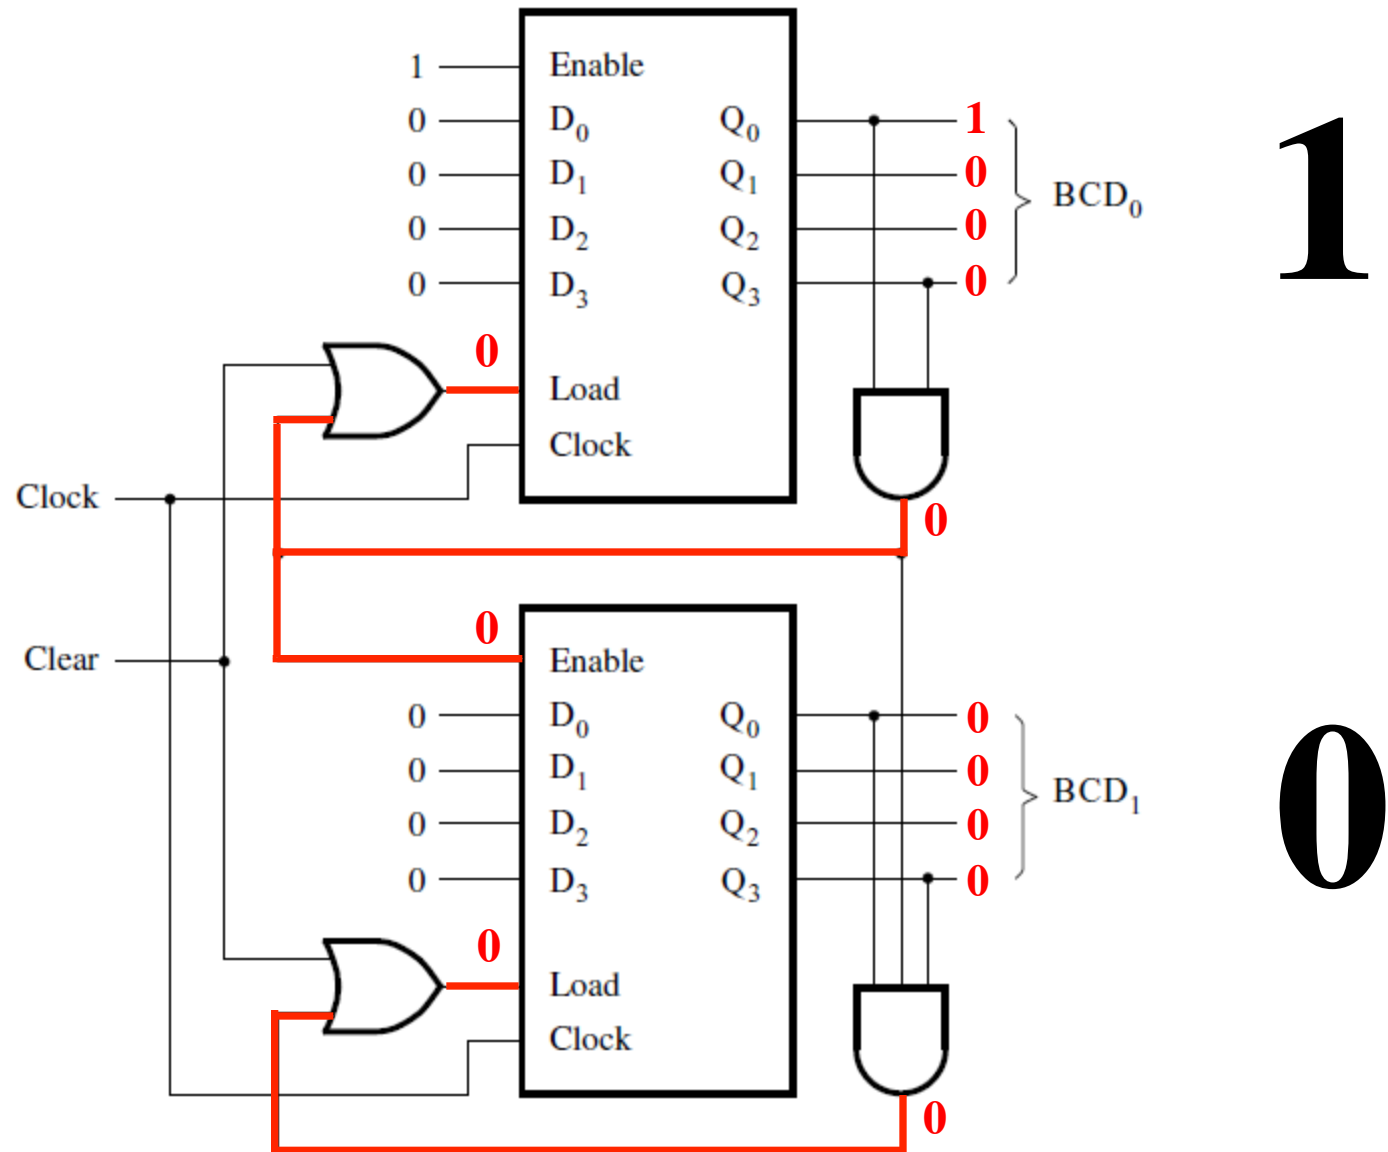 1 Enable
0 D0 Q0 1
0 D1 Q1 0
0 D2 Q2 0
0 D3 Q3 0
BCD0
1
0 Load
Clock
Clock
0
0
Clear
Enable
0 D0 Q0 0
0 D1 Q1 0
0 D2 Q2 0
0 D3 Q3 0
BCD1
0
0 Load
Clock
0